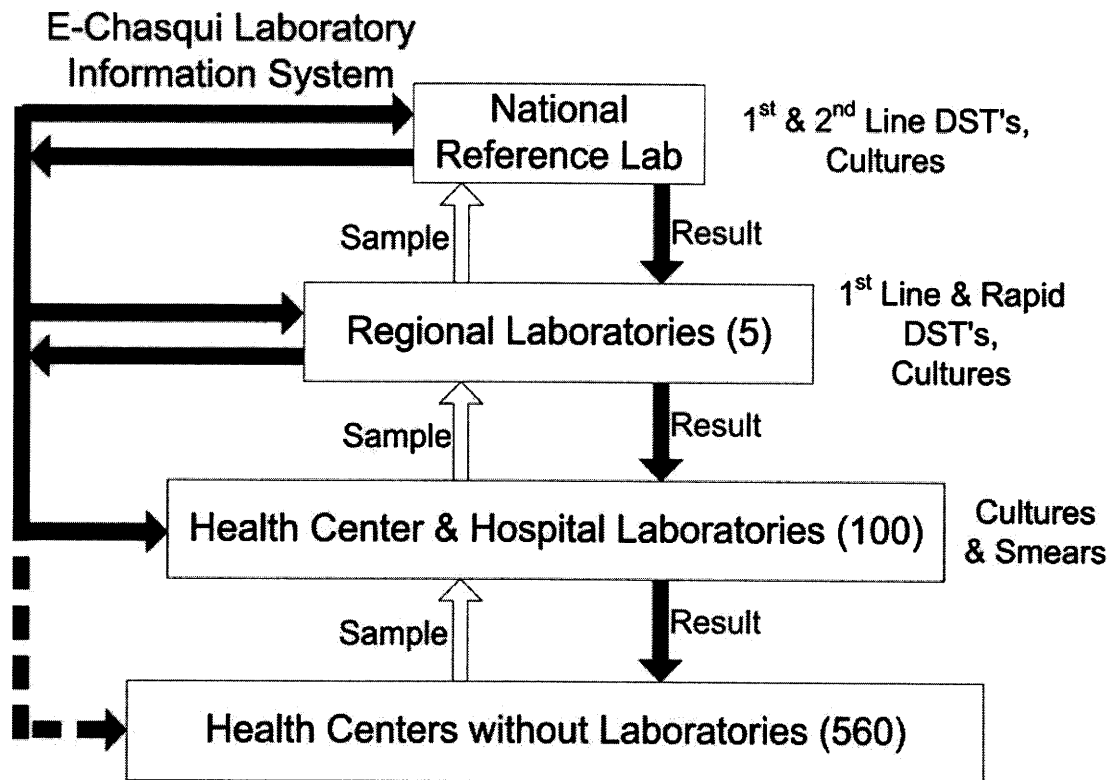 E-Chasqui Laboratory
Information System
National
Reference Lab
1st & 2nd Line DST's,
Cultures
Sample
Result
Regional Laboratories (5)
1st Line & Rapid
DST's,
Cultures
Sample
Result
Health Center & Hospital Laboratories (100)
Cultures
& Smears
Sample
Result
Health Centers without Laboratories (560)